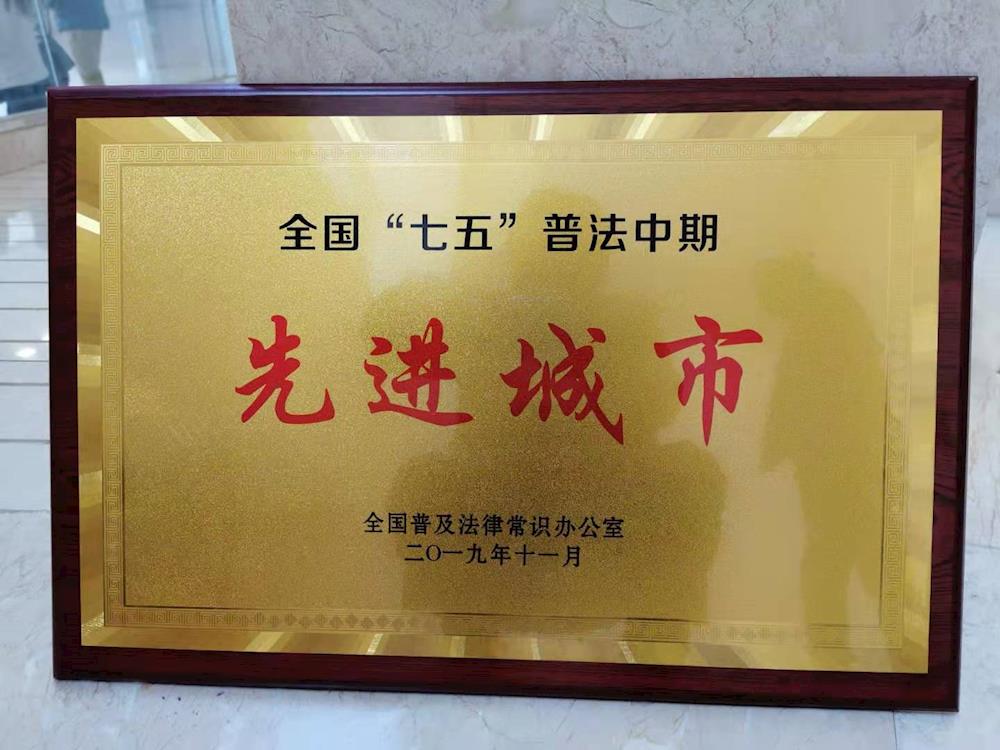 全国“七五”普法中期
先进城市
全国普及法律常识办公室
二〇一九年十一月